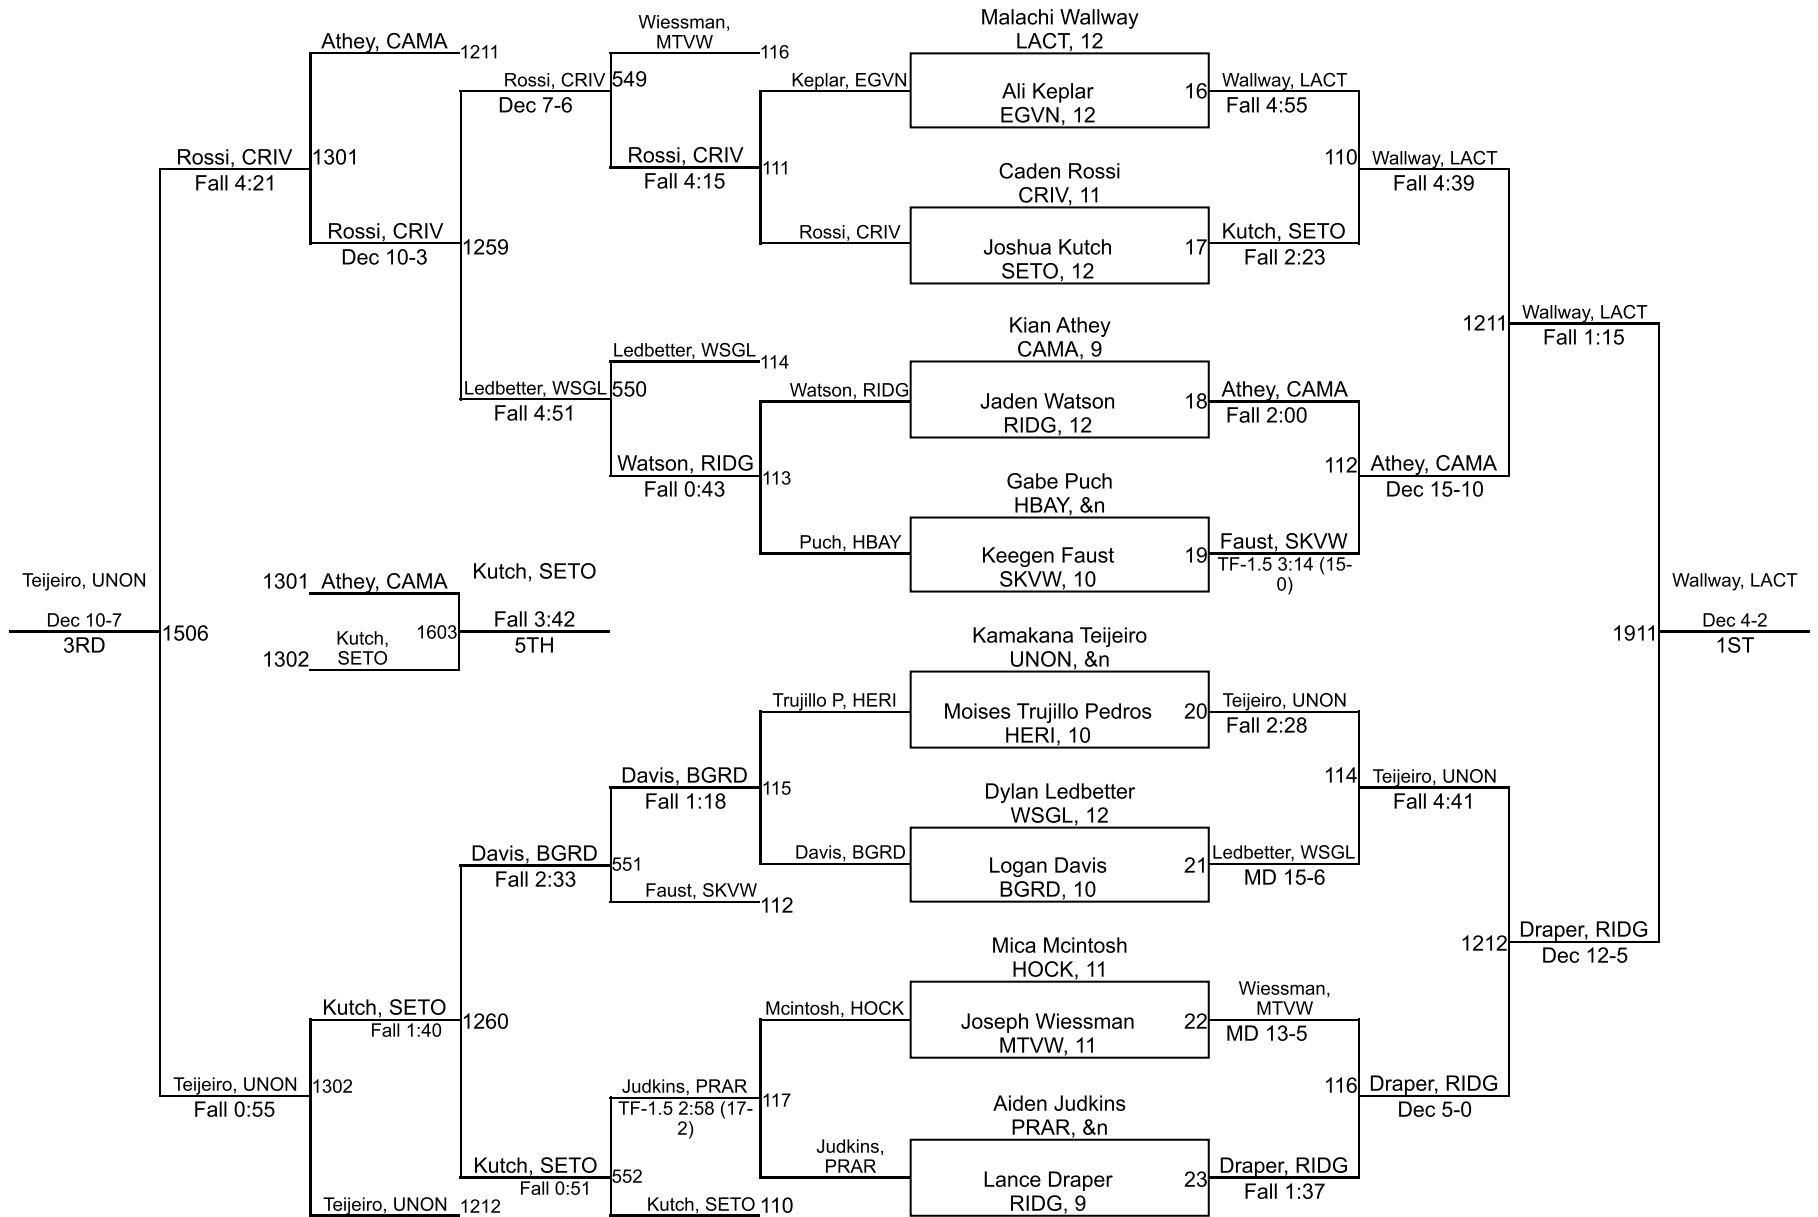 Malachi Wallway
LACT, 12
Wiessman,
MTVW
116
Athey, CAMA
1211
Rossi, CRIV
549
Dec 7-6
Keplar, EGVN
Ali Keplar
EGVN, 12
16
Wallway, LACT
Fall 4:55
Rossi, CRIV
1301
Fall 4:21
Rossi, CRIV
111
Fall 4:15
Caden Rossi
CRIV, 11
110
Wallway, LACT
Fall 4:39
Rossi, CRIV
Dec 10-3
1259
Rossi, CRIV
Joshua Kutch
SETO, 12
17
Kutch, SETO
Fall 2:23
Kian Athey
CAMA, 9
1211
Wallway, LACT
Fall 1:15
Ledbetter, WSGL
114
Ledbetter, WSGL
550
Fall 4:51
Watson, RIDG
Jaden Watson
RIDG, 12
18
Athey, CAMA
Fall 2:00
Watson, RIDG
113
Fall 0:43
Gabe Puch
HBAY, &n
112
Athey, CAMA
Dec 15-10
Puch, HBAY
Keegen Faust
SKVW, 10
19
Faust, SKVW
TF-1.5 3:14 (15-
0)
Teijeiro, UNON
Dec 10-7
3RD
1506
1301
Athey, CAMA
Kutch, SETO
1302
Kutch,
SETO
1603
Fall 3:42
5TH
Wallway, LACT
1911
Dec 4-2
1ST
Kamakana Teijeiro
UNON, &n
Trujillo P, HERI
Moises Trujillo Pedros
HERI, 10
20
Teijeiro, UNON
Fall 2:28
Davis, BGRD
115
Fall 1:18
Dylan Ledbetter
WSGL, 12
114
Teijeiro, UNON
Fall 4:41
Davis, BGRD
551
Fall 2:33
Faust, SKVW
112
Davis, BGRD
Logan Davis
BGRD, 10
21
Ledbetter, WSGL
MD 15-6
Mica Mcintosh
HOCK, 11
1212
Draper, RIDG
Dec 12-5
Kutch, SETO
Fall 1:40
1260
Mcintosh, HOCK
Joseph Wiessman
MTVW, 11
22
Wiessman,
MTVW
MD 13-5
Teijeiro, UNON
1302
Fall 0:55
Judkins, PRAR
117
TF-1.5 2:58 (17-
2)
Aiden Judkins
PRAR, &n
116
Draper, RIDG
Dec 5-0
Kutch, SETO
552
Fall 0:51
Judkins,
PRAR
Lance Draper
RIDG, 9
23
Draper, RIDG
Fall 1:37
Teijeiro, UNON
1212
Kutch, SETO
110